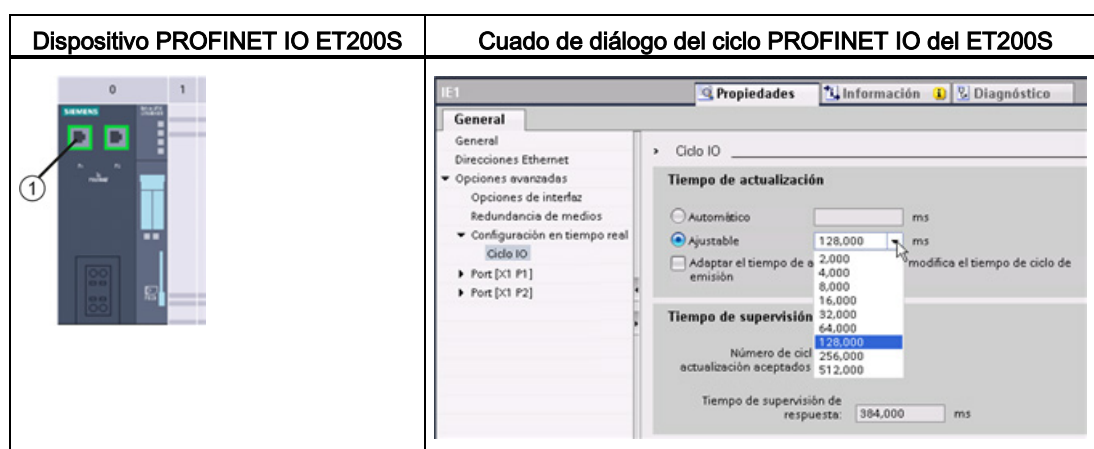 Dispositivo PROFINET IO ET200S
Cuado de diálogo del ciclo PROFINET IO del ET200S
0 1
SIEMENS
PROFINET
1
IE1
Propiedades
Información
Diagnóstico
General
General
Direcciones Ethernet
Opciones avanzadas
Opciones de interfaz
Redundancia de medios
Configuración en tiempo real
Ciclo IO
Port [X1 P1]
Port [X1 P2]
Ciclo IO
Tiempo de actualización
Automático ms
Ajustable 128,000 ms
Adaptar el tiempo de a modifica el tiempo de ciclo de
emisión
2,000
4,000
8,000
16,000
32,000
64,000
128,000
256,000
512,000
Tiempo de supervisión
Número de cicl
actualización aceptados
Tiempo de supervisión de
respuesta: 384,000 ms